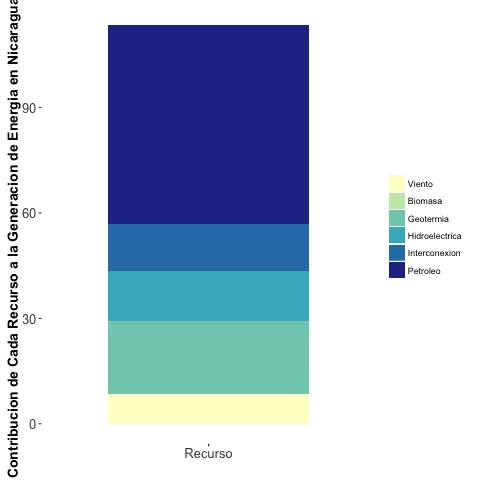 Contribucion de Cada Recurso a la Generacion de Energia en Nicaragua
90
60
30
0
Recurso
Viento
Biomasa
Geotermia
Hidroelectrica
Interconexion
Petroleo